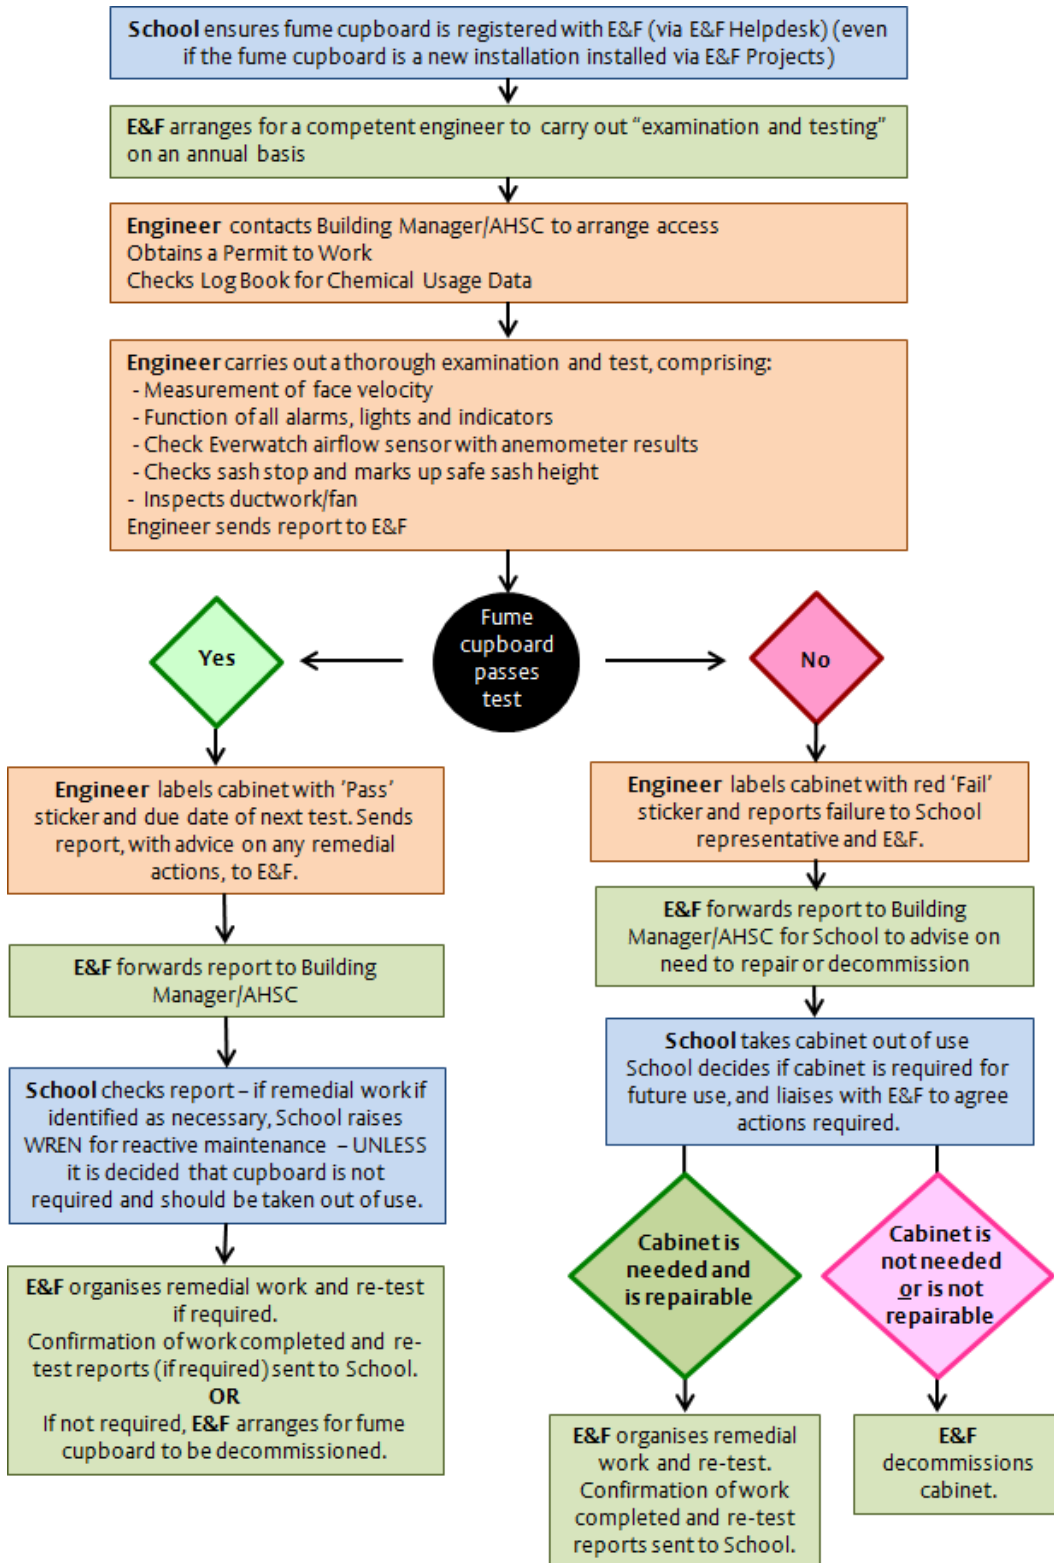 School ensures fume cupboard is registered with E&F (via E&F Helpdesk) (even
if the fume cupboard is a new installation installed via E&F Projects)
E&F arranges for a competent engineer to carry out “examination and testing”
on an annual basis
Engineer contacts Building Manager/AHSC to arrange access
Obtains a Permit to Work
Checks Log Book for Chemical Usage Data
Engineer carries out a thorough examination and test, comprising:
- Measurement of face velocity
- Function of all alarms, lights and indicators
- Check Everwatch airflow sensor with anemometer results
- Checks sash stop and marks up safe sash height
- Inspects ductwork/fan
Engineer sends report to E&F
Fume
cupboard
passes
test
Yes
No
Engineer labels cabinet with ‘Pass’
sticker and due date of next test. Sends
report, with advice on any remedial
actions, to E&F.
E&F forwards report to Building
Manager/AHSC
School checks report – if remedial work if
identified as necessary, School raises
WREN for reactive maintenance – UNLESS
it is decided that cupboard is not
required and should be taken out of use.
E&F organises remedial work and re-test
if required.
Confirmation of work completed and re-
test reports (if required) sent to School.
OR
If not required, E&F arranges for fume
cupboard to be decommissioned.
Engineer labels cabinet with red ‘Fail’
sticker and reports failure to School
representative and E&F.
E&F forwards report to Building
Manager/AHSC for School to advise on
need to repair or decommission
School takes cabinet out of use
School decides if cabinet is required for
future use, and liaises with E&F to agree
actions required.
Cabinet is
needed and
is repairable
Cabinet is
not needed
or is not
repairable
E&F organises remedial
work and re-test.
Confirmation of work
completed and re-test
reports sent to School.
E&F
decommissions
cabinet.